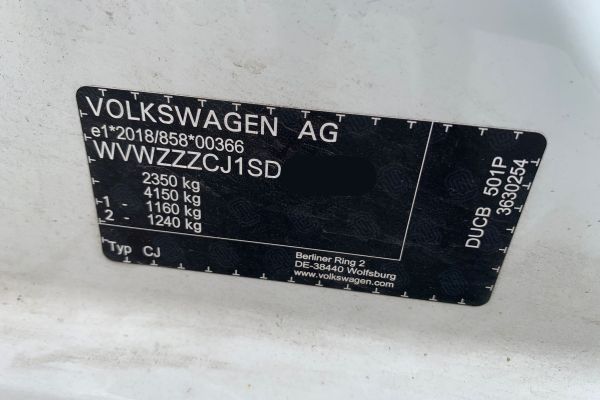 VOLKSWAGEN AG
e1*2018/858*00366
WVWZZZCJ1SD
2350 kg
4150 kg
1 - 1160 kg
2 - 1240 kg
Typ CJ
Berliner Ring 2
DE-38440 Wolfsburg
www.volkswagen.com
DUCB 501P
3630254